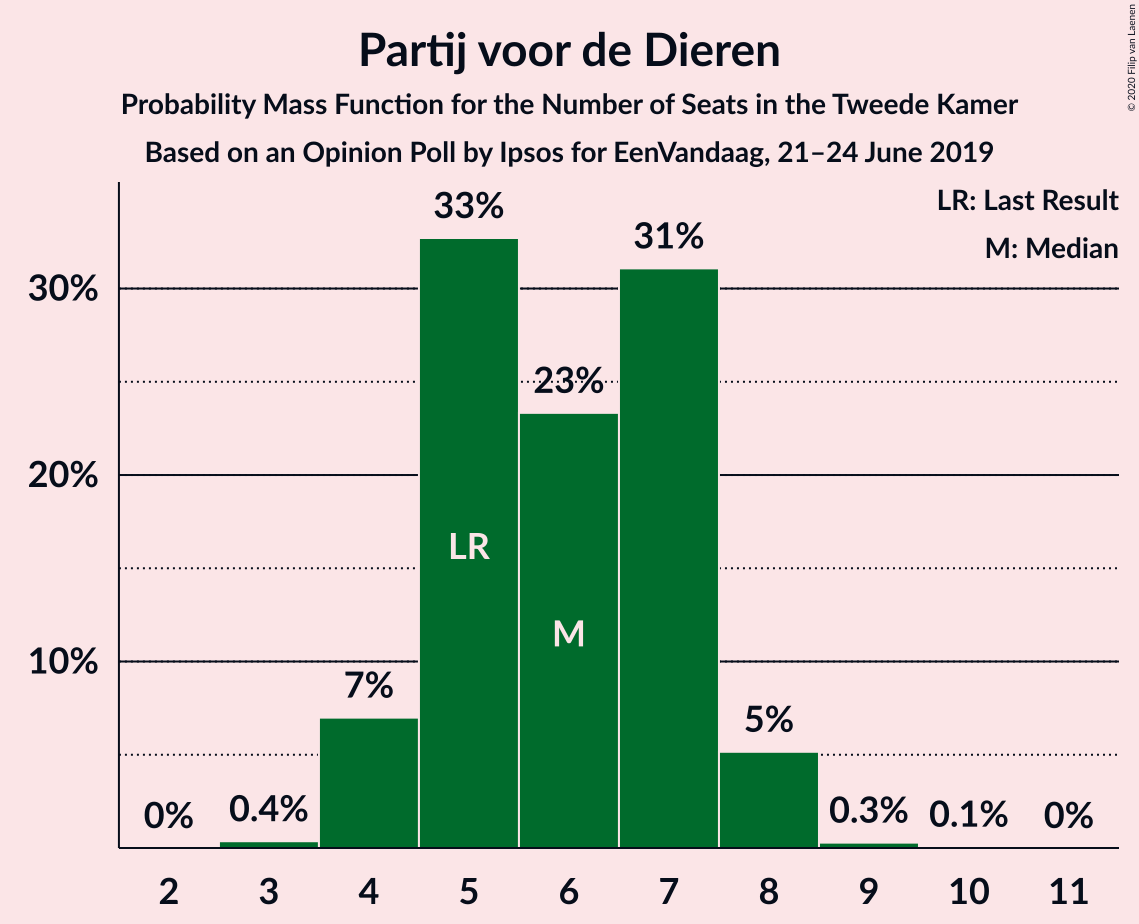 Partij voor de Dieren
Probability Mass Function for the Number of Seats in the Tweede Kamer
Based on an Opinion Poll by Ipsos for EenVandaag, 21–24 June 2019
© 2020 Filip van Laenen
LR: Last Result
M: Median
33%
31%
30%
23%
20%
LR
M
10%
7%
5%
0%
0.4%
0.3%
0.1%
0%
2 3 4 5 6 7 8 9 10 11